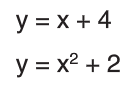 y = x + 4
y = x² + 2